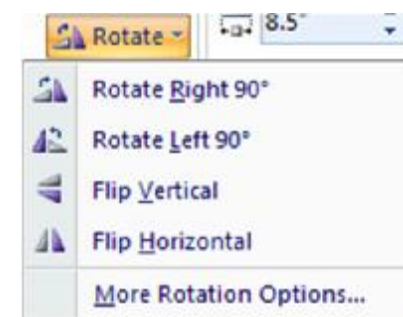 Rotate 8.5"
Rotate Right 90°
Rotate Left 90°
Flip Vertical
Flip Horizontal
More Rotation Options...